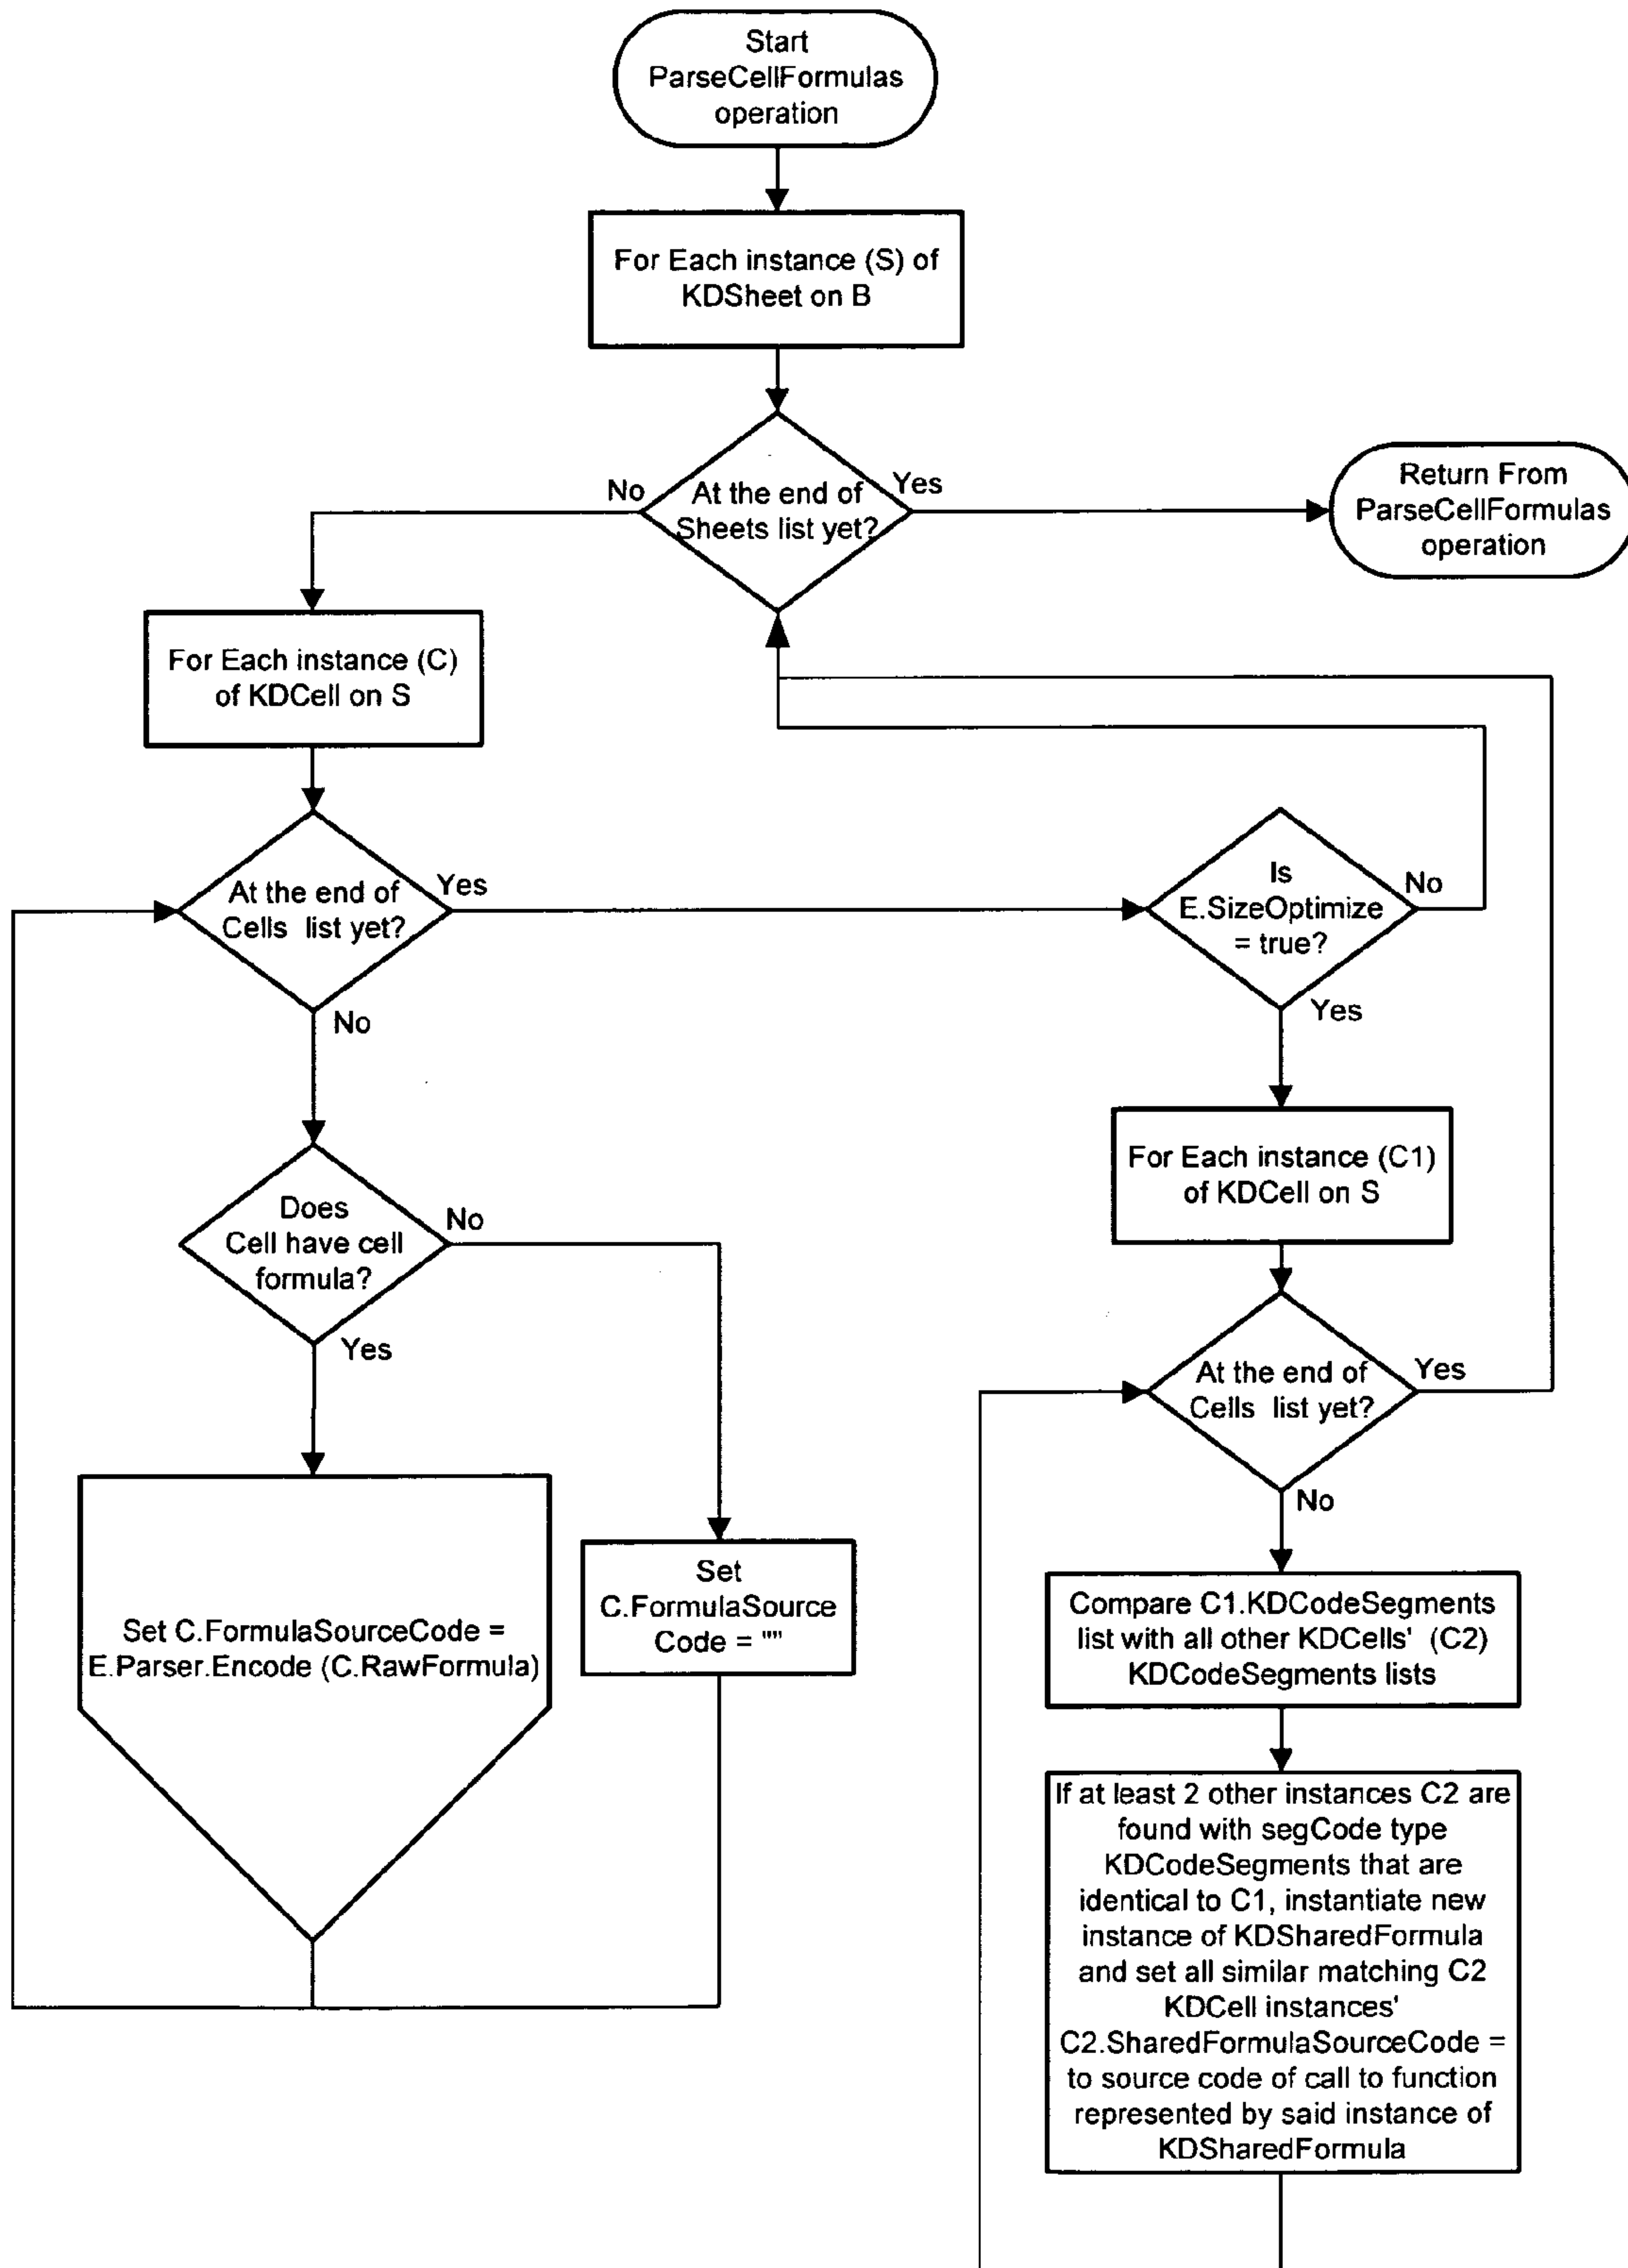 Start
ParseCellFormulas
operation
For Each instance (S) of
KDSheet on B
No
At the end of
Sheets list yet?
Yes
Return From
ParseCellFormulas
operation
For Each instance (C)
of KDCell on S
At the end of
Cells list yet?
Yes
No
Is
E.SizeOptimize
= true?
No
Yes
For Each instance (C1)
of KDCell on S
Does
Cell have cell
formula?
No
Yes
At the end of
Cells list yet?
Yes
No
Set C.FormulaSourceCode =
E.Parser.Encode (C.RawFormula)
Set
C.FormulaSource
Code = ""
Compare C1.KDCodeSegments
list with all other KDCells' (C2)
KDCodeSegments lists
If at least 2 other instances C2 are
found with segCode type
KDCodeSegments that are
identical to C1, instantiate new
instance of KDSharedFormula
and set all similar matching C2
KDCell instances'
C2.SharedFormulaSourceCode =
to source code of call to function
represented by said instance of
KDSharedFormula